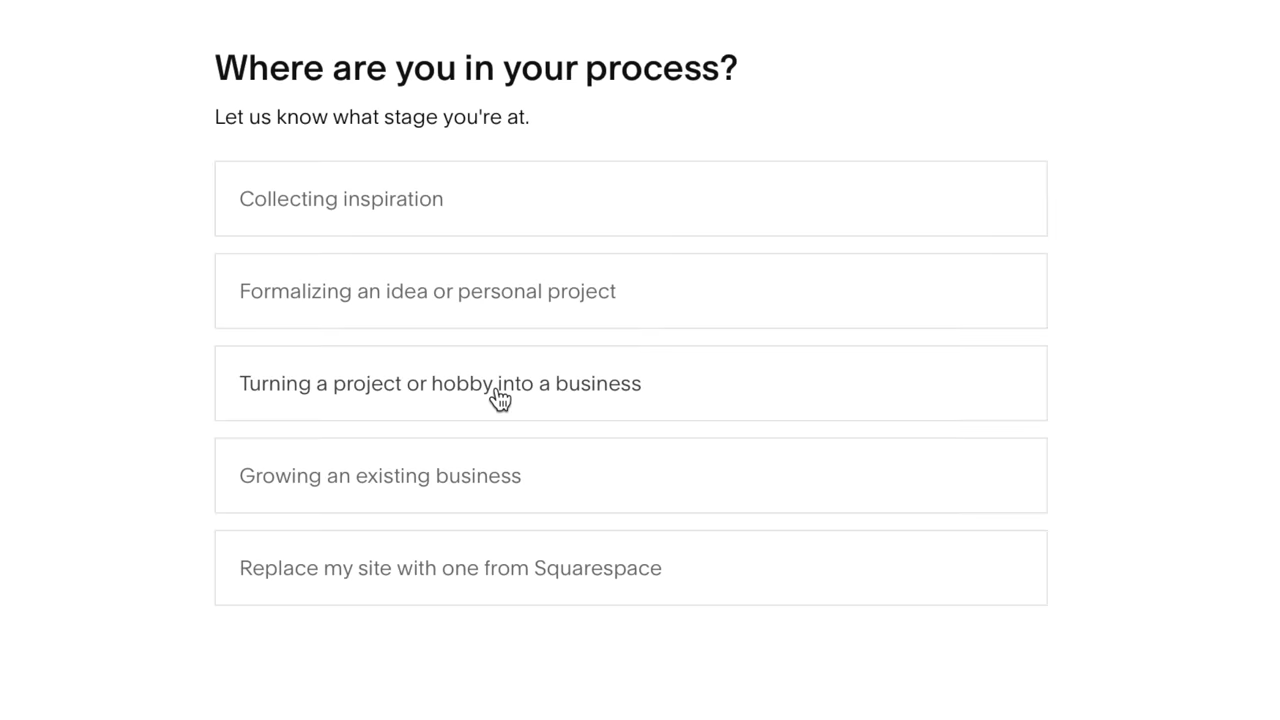 Where are you in your process?
Let us know what stage you're at.
Collecting inspiration
Formalizing an idea or personal project
Turning a project or hobby into a business
Growing an existing business
Replace my site with one from Squarespace